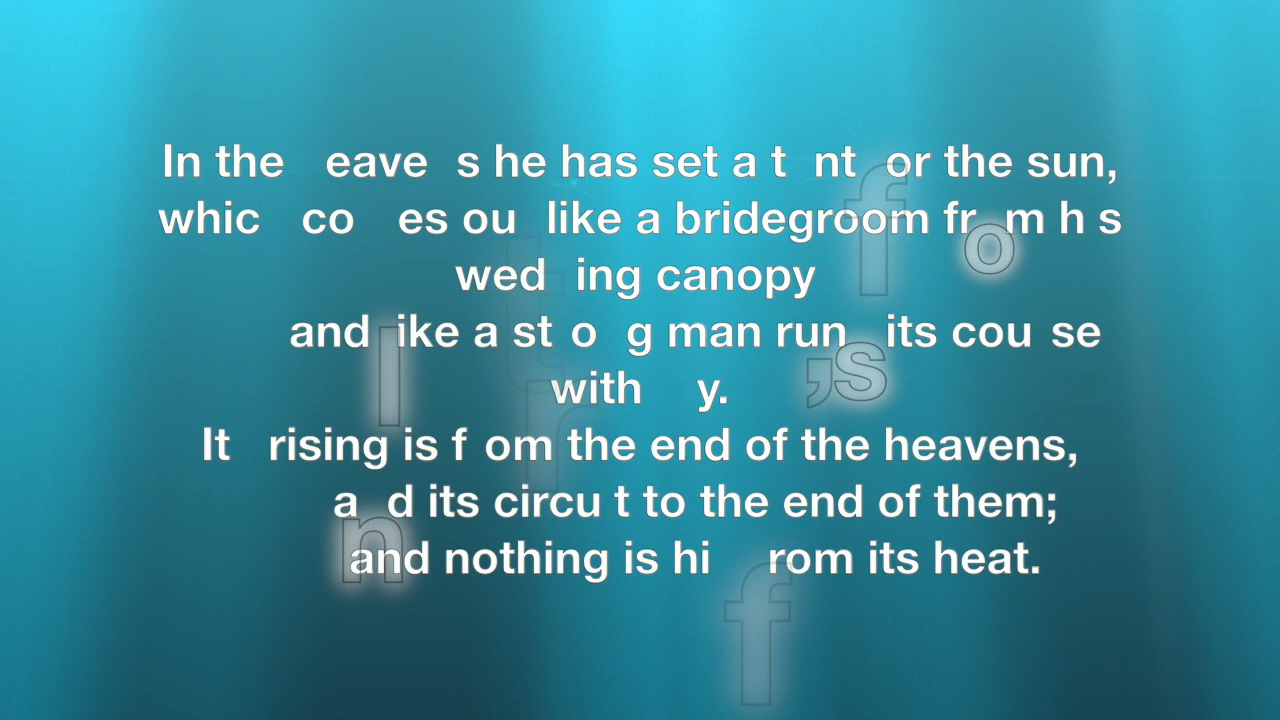 In the eave s he has set a t nt or the sun,
whic co es ou like a bridegroom fr m h s
wed ing canopy
and ike a st o g man run its cou se
with y.
It rising is f om the end of the heavens,
a d its circu t to the end of them;
and nothing is hi rom its heat.